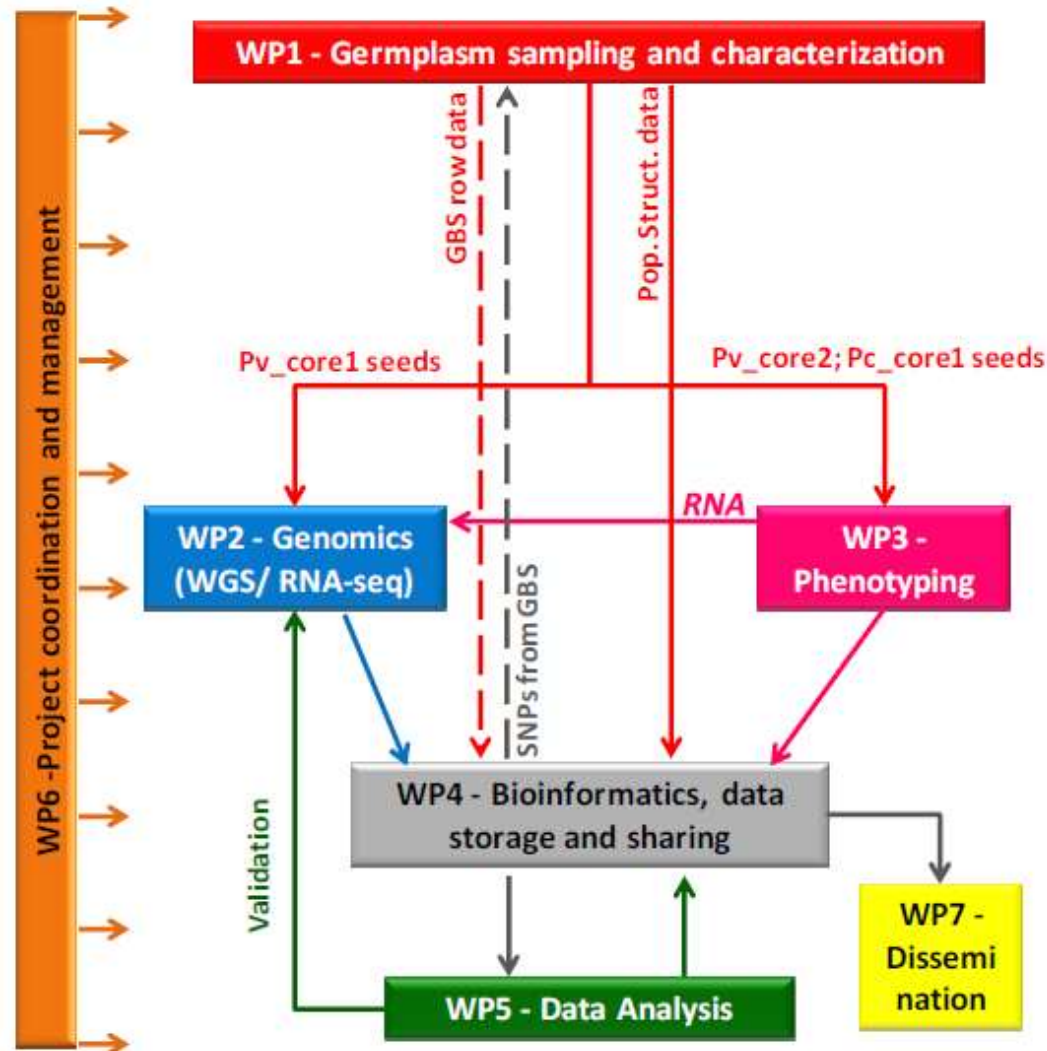 WP6 -Project coordination and management
WP1 - Germplasm sampling and characterization
GBS row data
Pop. Struct. data
Pv_core1 seeds
Pv_core2; Pc_core1 seeds
WP2 - Genomics
(WGS/ RNA-seq)
RNA
WP3 -
Phenotyping
SNPs from GBS
WP4 - Bioinformatics, data
storage and sharing
Validation
WP7 -
Dissemi
nation
WP5 - Data Analysis